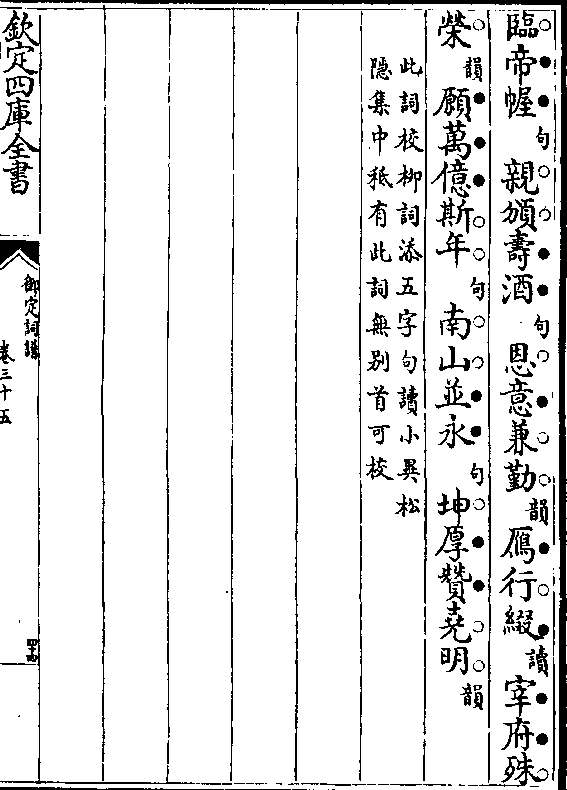 臨帝幄句親頒壽酒句恩意兼勤韻鴈行綴讀宰府殊
榮韻願萬億斯年句南山並永句坤厚贊堯明韻
此詞校柳詞添五字句讀小異松
隱集中秪有此詞無別首可校
欽定四庫全書
御定詞譜
卷三十五
四十四